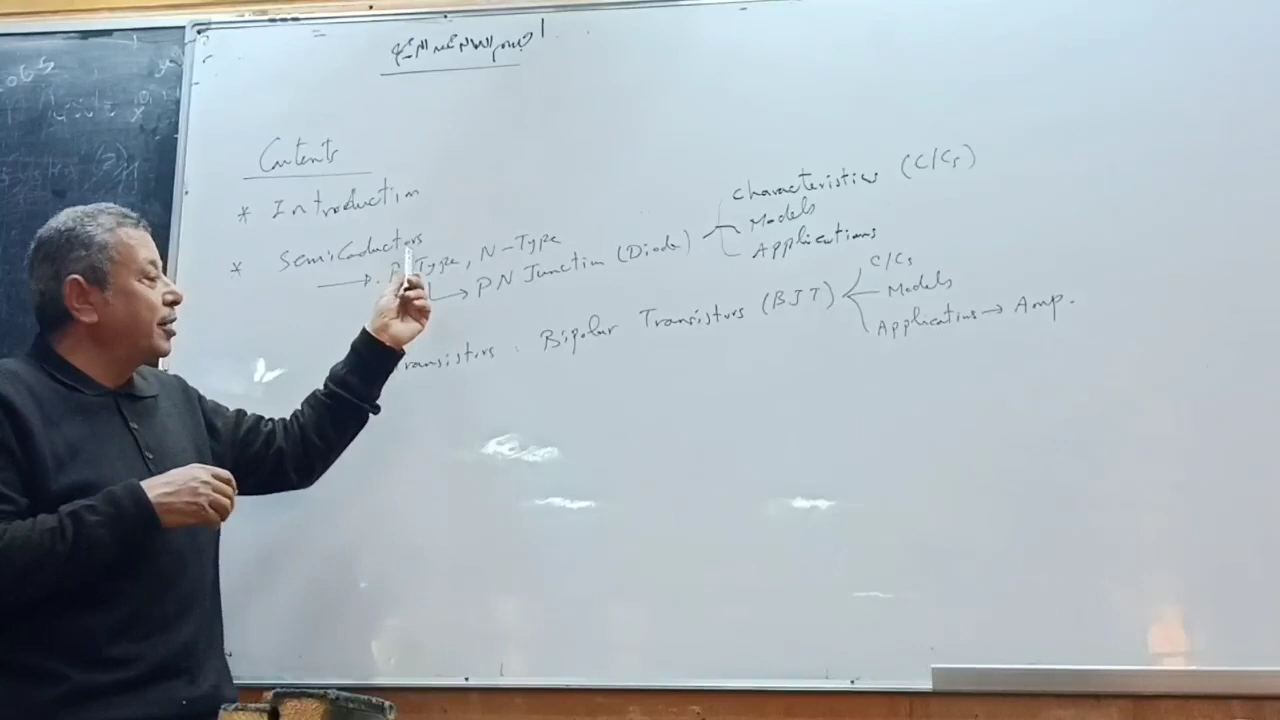 بسم الله الرحمن الرحيم
Contents
* Introduction
* SemiConductors
→ P-Type, N-Type
→ PN Junction (Diode)
Characteristics (C/Cs)
Models
Applications
Transistors : Bipolar Transistors (BJT)
C/Cs
Models
Applications → Amp.